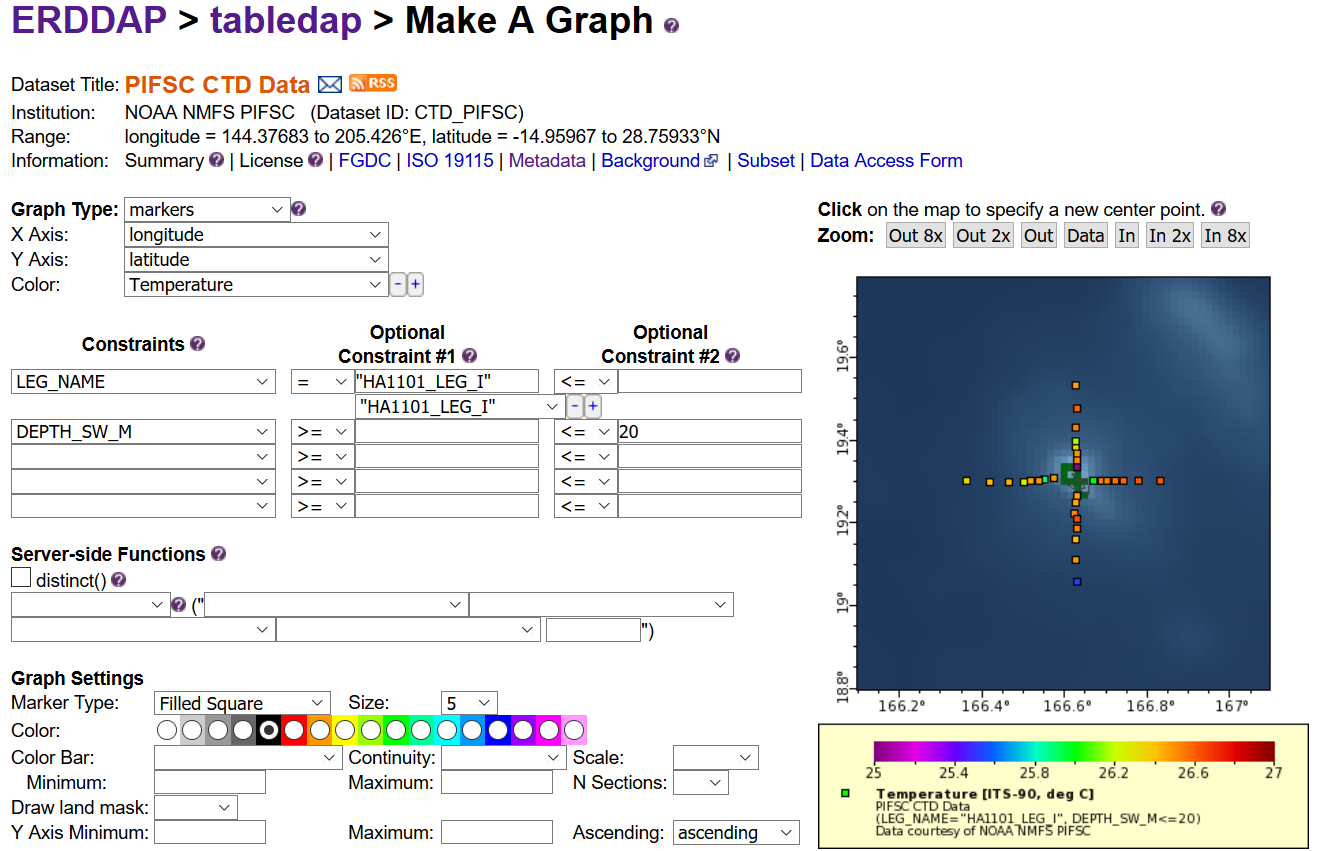 ERDDAP > tabledap > Make A Graph ?
Dataset Title: PIFSC CTD Data RSS
Institution: NOAA NMFS PIFSC (Dataset ID: CTD_PIFSC)
Range: longitude = 144.37683 to 205.426°E, latitude = -14.95967 to 28.75933°N
Information: Summary ? | License ? | FGDC | ISO 19115 | Metadata | Background | Subset | Data Access Form
Graph Type: markers ?
X Axis: longitude
Y Axis: latitude
Color: Temperature - +
Constraints ? Optional Constraint #1 ? Optional Constraint #2 ?
LEG_NAME = "HA1101_LEG_I" <=
"HA1101_LEG_I" - +
DEPTH_SW_M >= <= 20
>= <=
>= <=
>= <=
Server-side Functions ?
distinct() ?
? ("
")
Graph Settings
Marker Type: Filled Square Size: 5
Color:
Color Bar: Continuity: Scale:
Minimum: Maximum: N Sections:
Draw land mask:
Y Axis Minimum: Maximum: Ascending: ascending
Click on the map to specify a new center point. ?
Zoom: Out 8x Out 2x Out Data In In 2x In 8x
19.6°
19.4°
19.2°
19°
18.8°
166.2° 166.4° 166.6° 166.8° 167°
25 25.4 25.8 26.2 26.6 27
Temperature [ITS-90, deg C]
PIFSC CTD Data
(LEG_NAME="HA1101_LEG_I", DEPTH_SW_M<=20)
Data courtesy of NOAA NMFS PIFSC